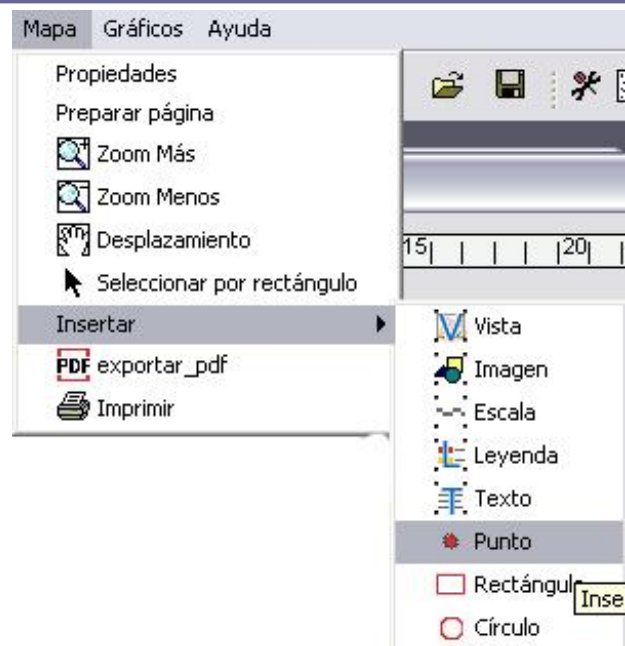 Mapa Gráficos Ayuda
Propiedades
Preparar página
Zoom Más
Zoom Menos
Desplazamiento
Seleccionar por rectángulo
Insertar
PDF exportar_pdf
Imprimir
15 20
Vista
Imagen
Escala
Leyenda
Texto
Punto
Rectángulo
Inse
Círculo